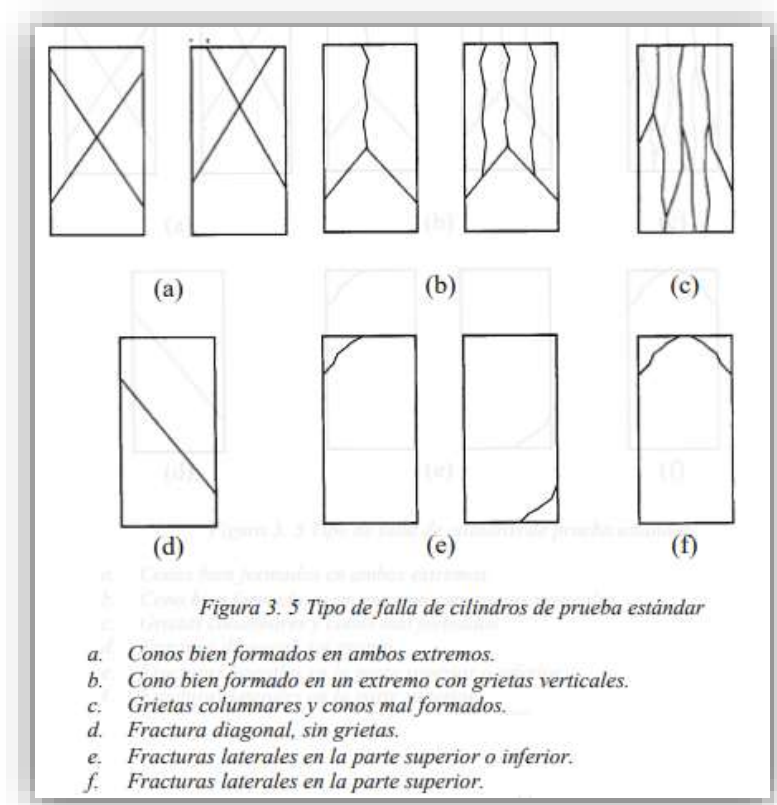 (a)
(b)
(c)
(d)
(e)
(f)
Figura 3. 5 Tipo de falla de cilindros de prueba estándar
a. Conos bien formados en ambos extremos.
b. Cono bien formado en un extremo con grietas verticales.
c. Grietas columnares y conos mal formados.
d. Fractura diagonal, sin grietas.
e. Fracturas laterales en la parte superior o inferior.
f. Fracturas laterales en la parte superior.